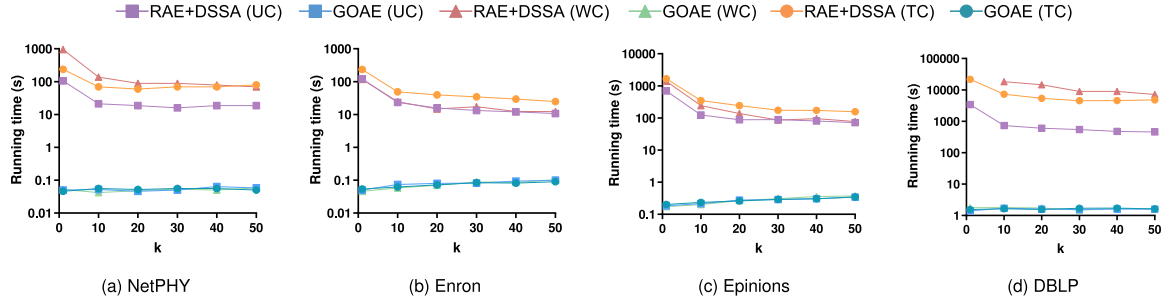 RAE+DSSA (UC) GOAE (UC) RAE+DSSA (WC) GOAE (WC) RAE+DSSA (TC) GOAE (TC)
Running time (s)
1000
100
10
1
0.1
0.01
0 10 20 30 40 50
k
(a) NetPHY
Running time (s)
1000
100
10
1
0.1
0.01
0 10 20 30 40 50
k
(b) Enron
Running time (s)
10000
1000
100
10
1
0.1
0 10 20 30 40 50
k
(c) Epinions
Running time (s)
100000
10000
1000
100
10
1
0 10 20 30 40 50
k
(d) DBLP